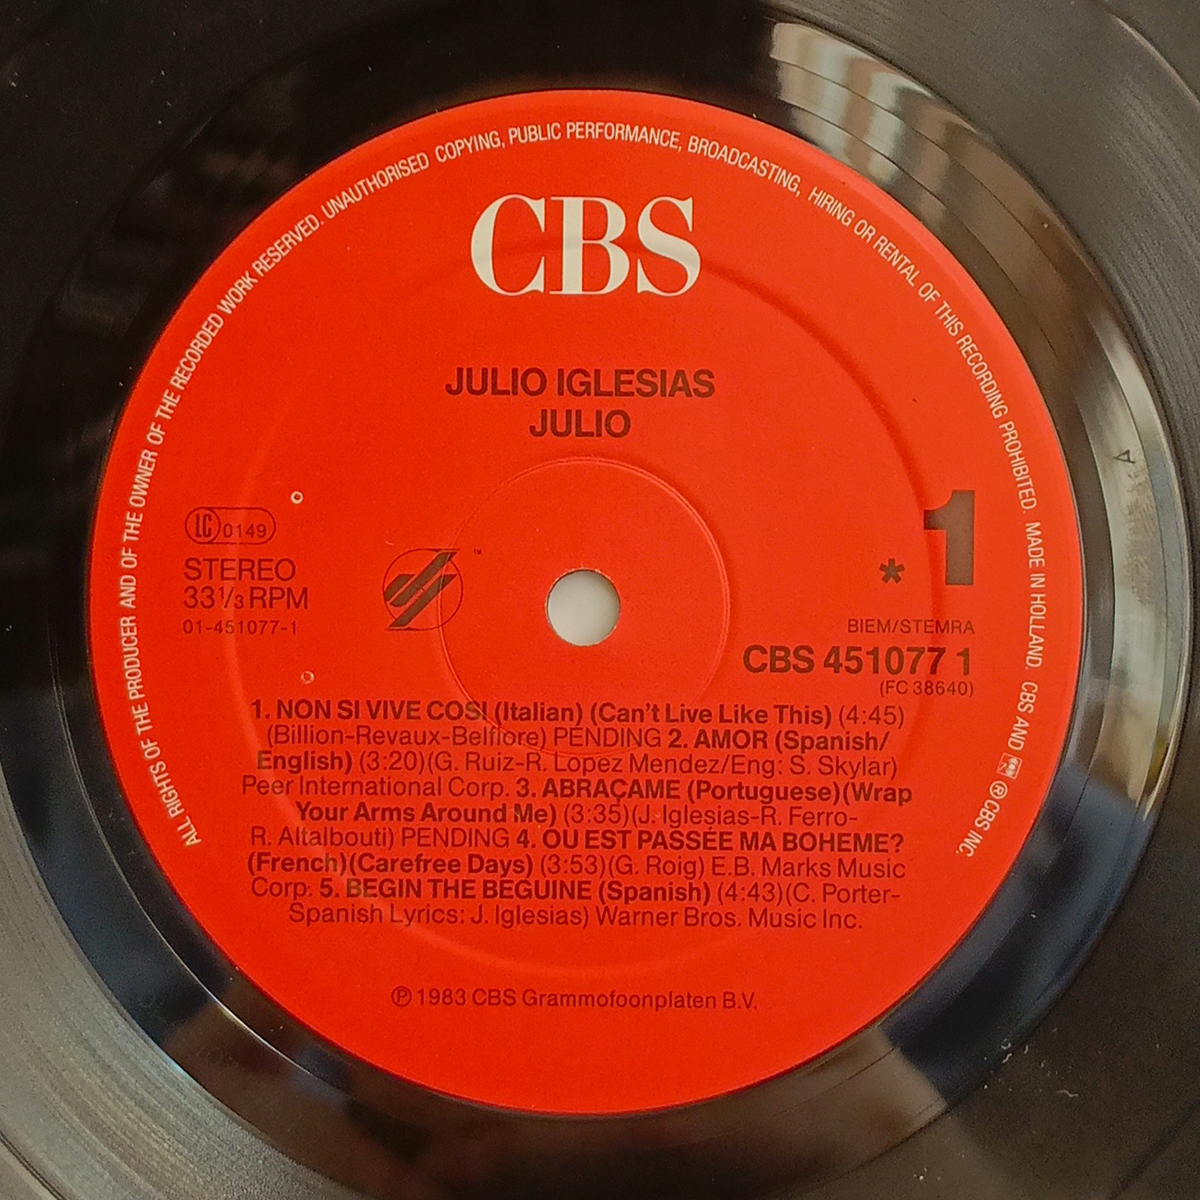 ALL RIGHTS OF THE PRODUCER AND OF THE OWNER OF THE RECORDED WORK RESERVED. UNAUTHORISED COPYING, PUBLIC PERFORMANCE, BROADCASTING, HIRING OR RENTAL OF THIS RECORDING PROHIBITED. MADE IN HOLLAND. CBS AND ® CBS INC.
CBS
JULIO IGLESIAS
JULIO
LC 0149
STEREO
33 1/3 RPM
01-451077-1
™
1
*
BIEM/STEMRA
CBS 451077 1
(FC 38640)
1. NON SI VIVE COSI (Italian) (Can't Live Like This) (4:45)
(Billion-Revaux-Belfiore) PENDING 2. AMOR (Spanish/
English) (3:20)(G. Ruiz-R. Lopez Mendez/Eng: S. Skylar)
Peer International Corp. 3. ABRAÇAME (Portuguese)(Wrap
Your Arms Around Me) (3:35)(J. Iglesias-R. Ferro-
R. Altalbouti) PENDING 4. OU EST PASSÉE MA BOHEME?
(French)(Carefree Days) (3:53)(G. Roig) E.B. Marks Music
Corp. 5. BEGIN THE BEGUINE (Spanish) (4:43)(C. Porter-
Spanish Lyrics: J. Iglesias) Warner Bros. Music Inc.
℗ 1983 CBS Grammofoonplaten B.V.